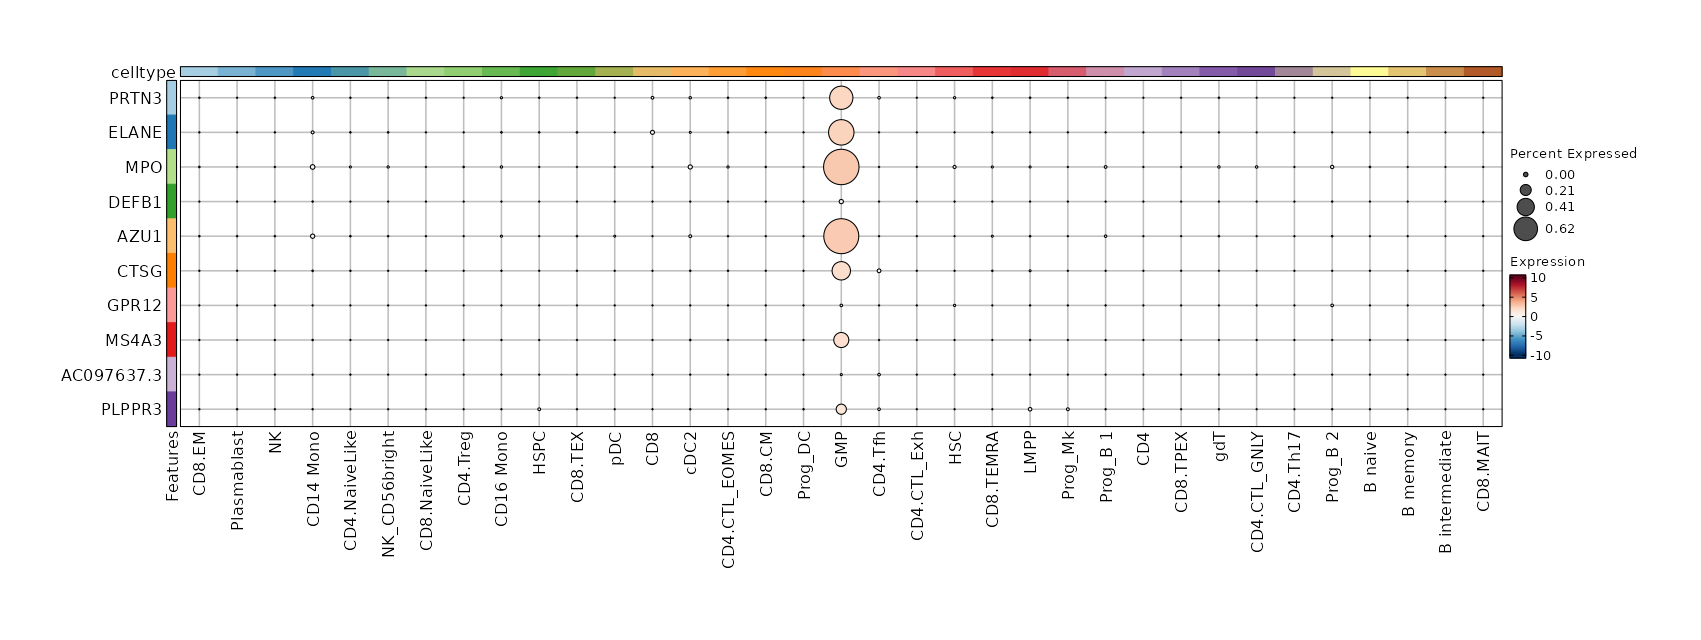 celltype
PRTN3
ELANE
MPO
DEFB1
AZU1
CTSG
GPR12
MS4A3
AC097637.3
PLPPR3
Features
CD8.EM
Plasmablast
NK
CD14 Mono
CD4.NaiveLike
NK_CD56bright
CD8.NaiveLike
CD4.Treg
CD16 Mono
HSPC
CD8.TEX
pDC
CD8
cDC2
CD4.CTL_EOMES
CD8.CM
Prog_DC
GMP
CD4.Tfh
CD4.CTL_Exh
HSC
CD8.TEMRA
LMPP
Prog_Mk
Prog_B 1
CD4
CD8.TPEX
gdT
CD4.CTL_GNLY
CD4.Th17
Prog_B 2
B naive
B memory
B intermediate
CD8.MAIT
Percent Expressed
0.00
0.21
0.41
0.62
Expression
10
5
0
-5
-10